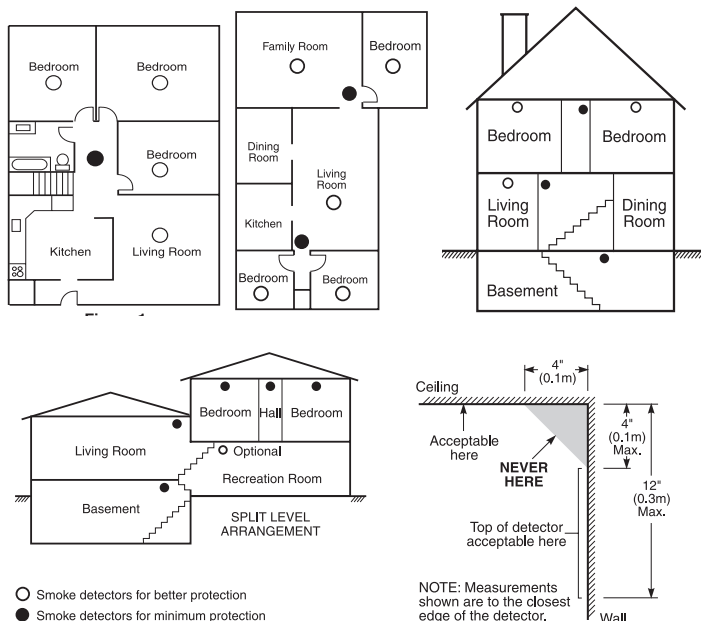 Bedroom
Bedroom
Bedroom
Kitchen
Living Room
Family Room
Bedroom
Dining
Room
Living
Room
Kitchen
Bedroom
Bedroom
Bedroom
Bedroom
Living
Room
Dining
Room
Basement
Bedroom
Hall
Bedroom
Living Room
Optional
Recreation Room
Basement
SPLIT LEVEL
ARRANGEMENT
Smoke detectors for better protection
Smoke detectors for minimum protection
4"
(0.1m)
Ceiling
Acceptable
here
NEVER
HERE
4"
(0.1m)
Max.
12"
(0.3m)
Max.
Top of detector
acceptable here
NOTE: Measurements
shown are to the closest
edge of the detector.
Wall